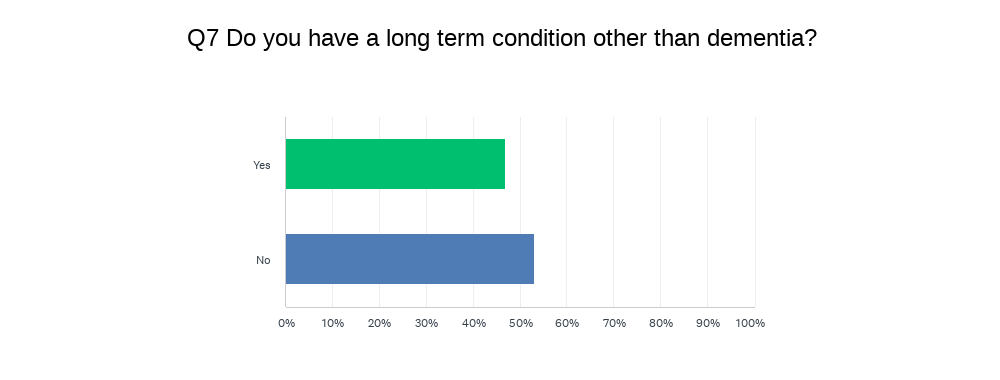 Q7 Do you have a long term condition other than dementia?
Yes
No
0% 10% 20% 30% 40% 50% 60% 70% 80% 90% 100%